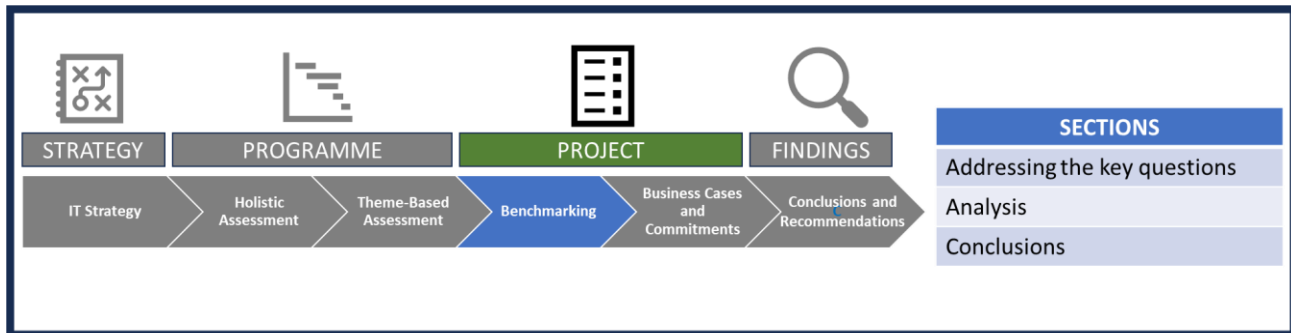 STRATEGY
PROGRAMME
PROJECT
FINDINGS
IT Strategy
Holistic
Assessment
Theme-Based
Assessment
Benchmarking
Business Cases
and
Commitments
Conclusions and
Recommendations
SECTIONS
Addressing the key questions
Analysis
Conclusions